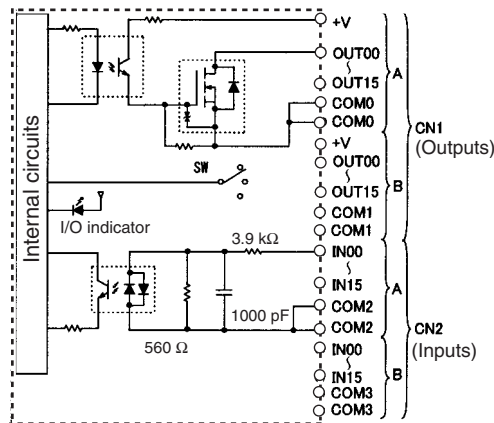 Internal circuits
+V
OUT00
OUT15
COM0
COM0
A
+V
OUT00
OUT15
COM1
COM1
B
CN1
(Outputs)
SW
I/O indicator
3.9 kΩ
1000 pF
560 Ω
IN00
IN15
COM2
COM2
A
IN00
IN15
COM3
COM3
B
CN2
(Inputs)